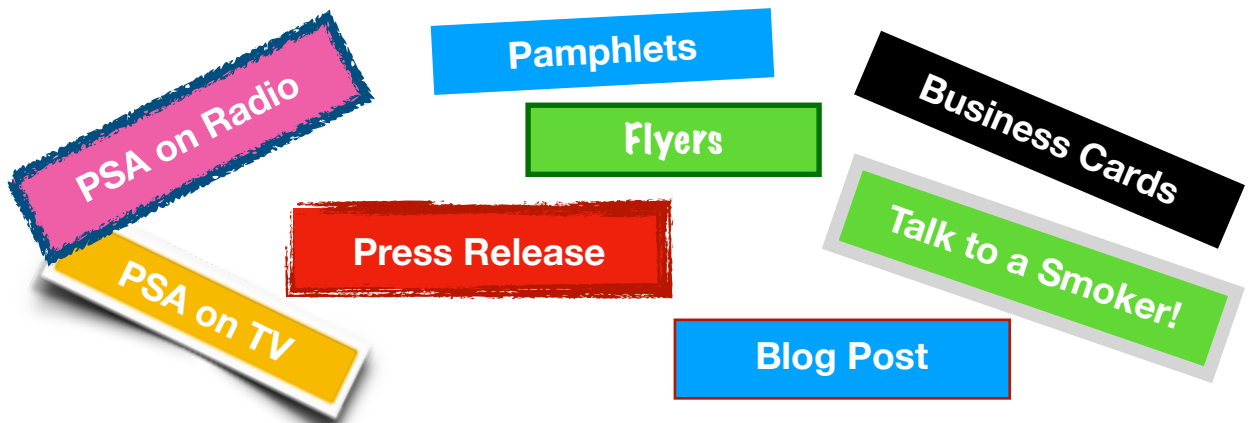 PSA on Radio
Pamphlets
Business Cards
Flyers
Talk to a Smoker!
Press Release
PSA on TV
Blog Post